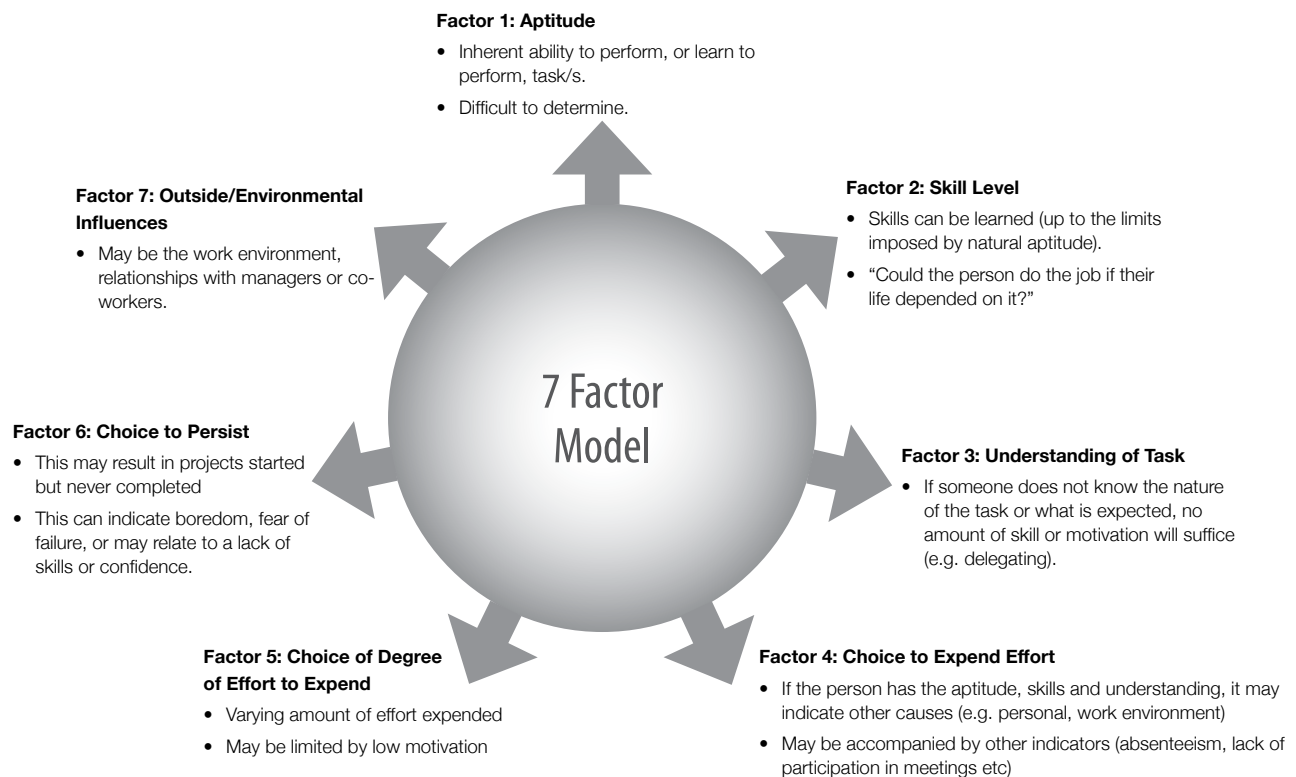 Factor 1: Aptitude
• Inherent ability to perform, or learn to
perform, task/s.
• Difficult to determine.
Factor 2: Skill Level
• Skills can be learned (up to the limits
imposed by natural aptitude).
• “Could the person do the job if their
life depended on it?”
Factor 3: Understanding of Task
• If someone does not know the nature
of the task or what is expected, no
amount of skill or motivation will suffice
(e.g. delegating).
Factor 4: Choice to Expend Effort
• If the person has the aptitude, skills and understanding, it may
indicate other causes (e.g. personal, work environment)
• May be accompanied by other indicators (absenteeism, lack of
participation in meetings etc)
Factor 5: Choice of Degree
of Effort to Expend
• Varying amount of effort expended
• May be limited by low motivation
Factor 6: Choice to Persist
• This may result in projects started
but never completed
• This can indicate boredom, fear of
failure, or may relate to a lack of
skills or confidence.
Factor 7: Outside/Environmental
Influences
• May be the work environment,
relationships with managers or co-
workers.
7 Factor
Model